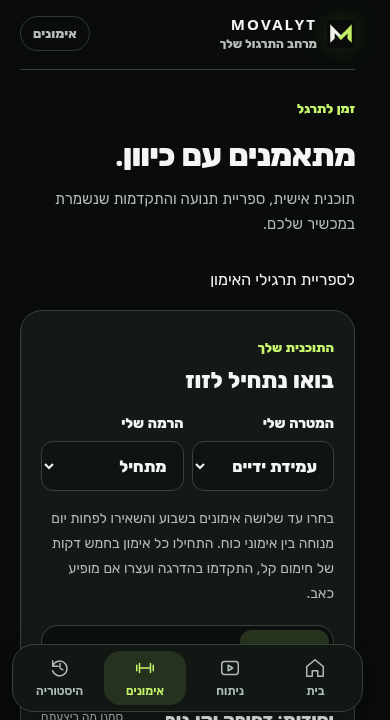 MOVALYT
מרחב התרגול שלך
אימונים
זמן לתרגל
מתאמנים עם כיוון.
תוכנית אישית, ספריית תנועה והתקדמות שנשמרת
במכשיר שלכם.
לספריית תרגילי האימון
התוכנית שלך
בואו נתחיל לזוז
המטרה שלי
הרמה שלי
עמידת ידיים
מתחיל
בחרו עד שלושה אימונים בשבוע והשאירו לפחות יום
מנוחה בין אימוני כוח. התחילו כל אימון בחמש דקות
של חימום קל, התקדמו בהדרגה ועצרו אם מופיע
כאב.
בית
ניתוח
אימונים
היסטוריה